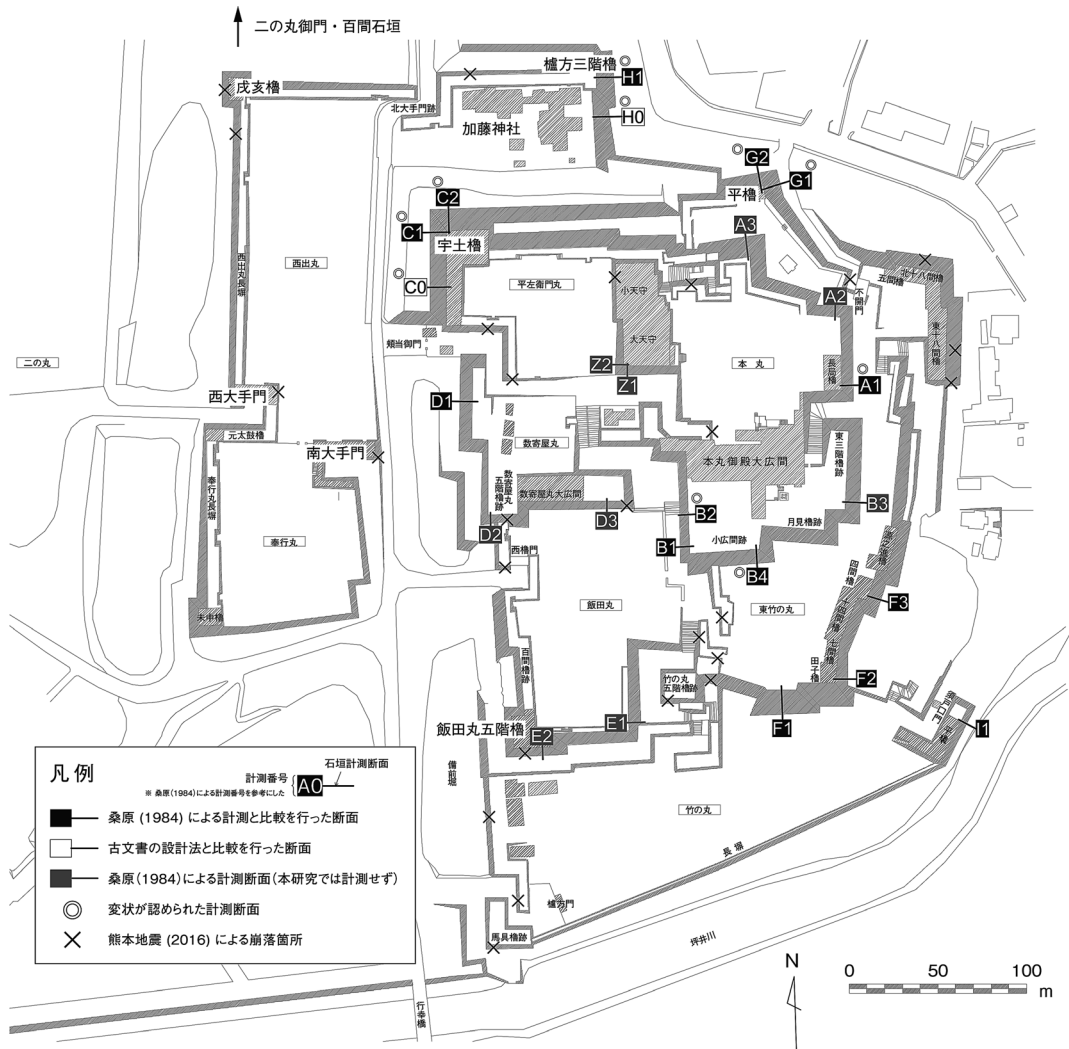 二の丸御門・百間石垣
戌亥櫓
櫨方三階櫓
H1
北大手門跡
加藤神社
H0
G2
G1
平櫓
C2
C1
宇土櫓
A3
西出丸長塀
西出丸
C0
平左衛門丸
小天守
大天守
A2
不開門
五間櫓
北十八間櫓
東十八間櫓
頬当御門
二の丸
Z2
Z1
本丸
長局櫓
A1
西大手門
元太鼓櫓
D1
南大手門
数寄屋丸
数寄屋丸五階櫓跡
数寄屋丸大広間
本丸御殿大広間
東三階櫓跡
奉行丸長塀
奉行丸
D2
D3
B2
B3
月見櫓跡
小広間跡
B1
B4
西櫓門
飯田丸
東竹の丸
源之進櫓
四間櫓
十四間櫓
七間櫓
田子櫓
F3
F2
未申櫓
百間櫓跡
竹の丸
五階櫓跡
飯田丸五階櫓
E2
E1
F1
平櫓
I1
備前堀
竹の丸
長塀
櫨方門
馬具櫓跡
坪井川
行幸橋
凡例
計測番号
A0
石垣計測断面
※ 桑原(1984)による計測番号を参考にした
桑原 (1984) による計測と比較を行った断面
古文書の設計法と比較を行った断面
桑原(1984)による計測断面(本研究では計測せず)
変状が認められた計測断面
熊本地震 (2016) による崩落箇所
N
0 50 100
m